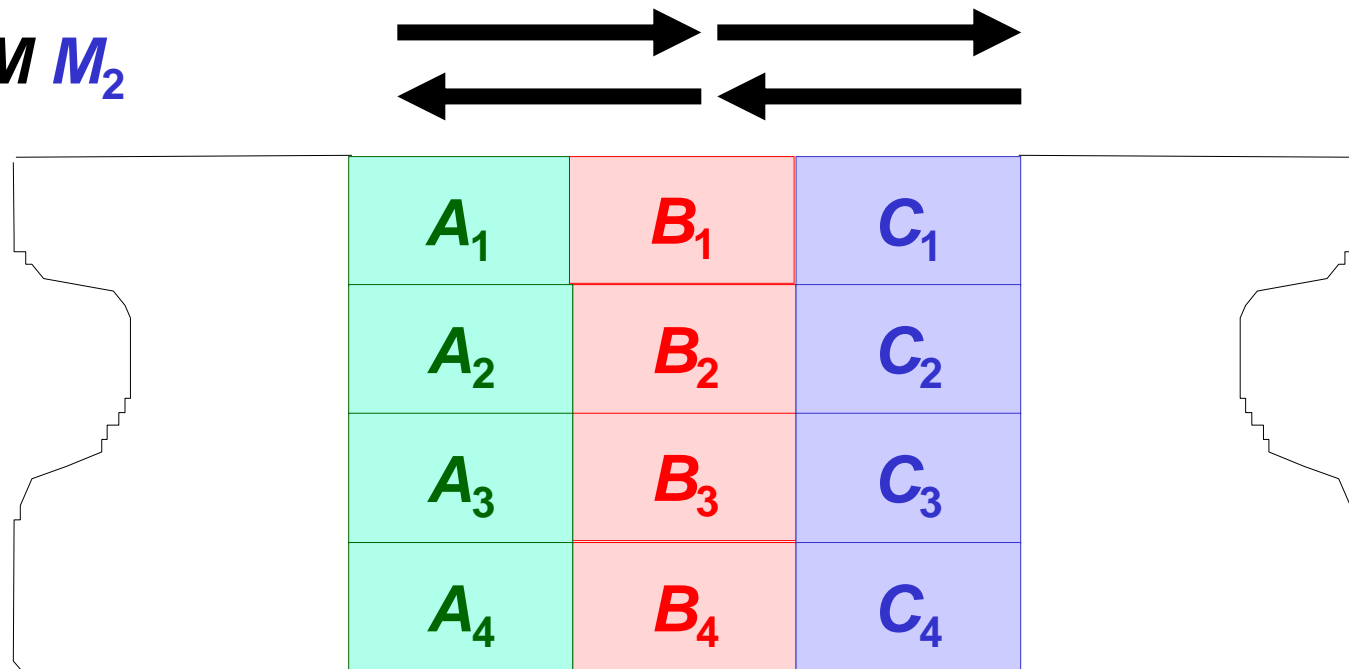 M M₂
A₁ B₁ C₁
A₂ B₂ C₂
A₃ B₃ C₃
A₄ B₄ C₄